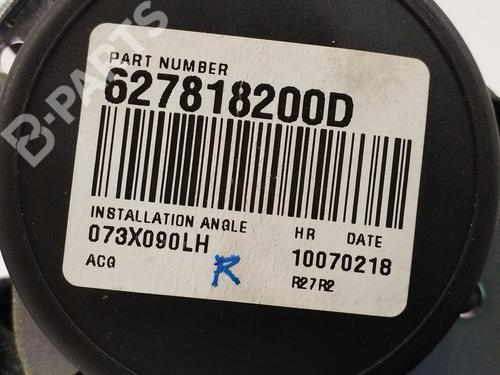 B-PARTS
PART NUMBER
627818200D
INSTALLATION ANGLE HR DATE
073X090LH 10070218
ACG R R27R2